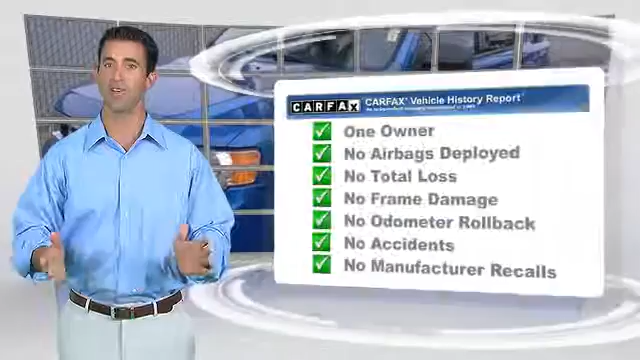 CARFAX CARFAX Vehicle History Report
One Owner
No Airbags Deployed
No Total Loss
No Frame Damage
No Odometer Rollback
No Accidents
No Manufacturer Recalls